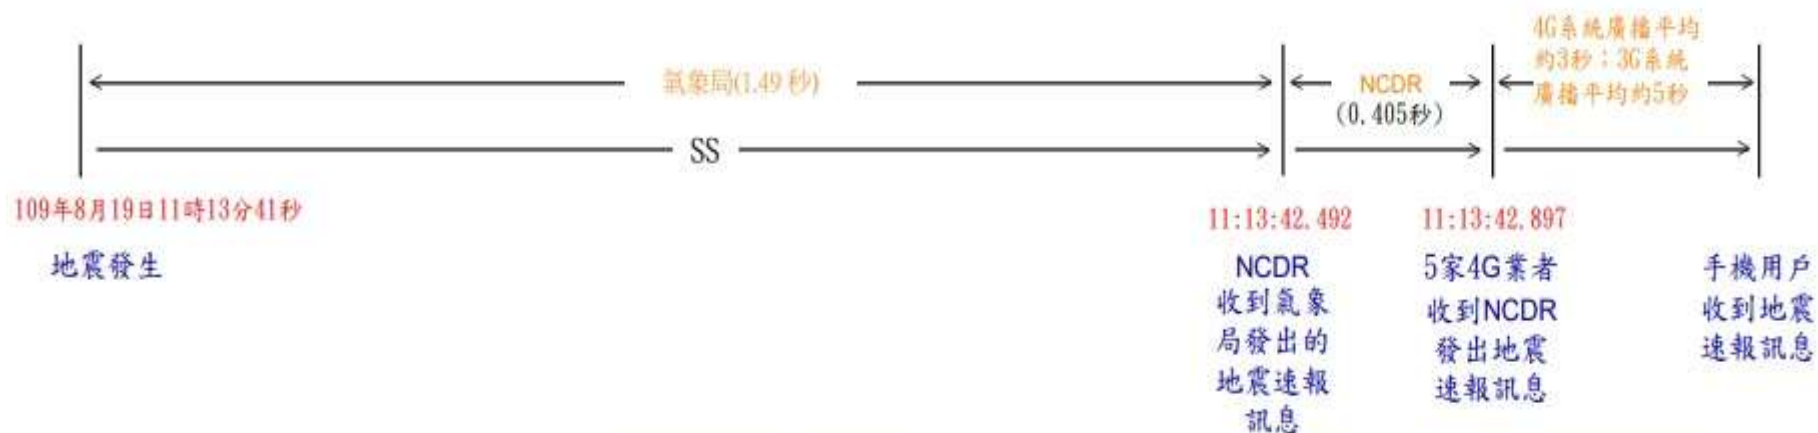 4G系統廣播平均
約3秒；3G系統
廣播平均約5秒
氣象局(1.49 秒)
NCDR
(0.405秒)
SS
109年8月19日11時13分41秒
地震發生
11:13:42.492
NCDR
收到氣象
局發出的
地震速報
訊息
11:13:42.897
5家4G業者
收到NCDR
發出地震
速報訊息
手機用戶
收到地震
速報訊息